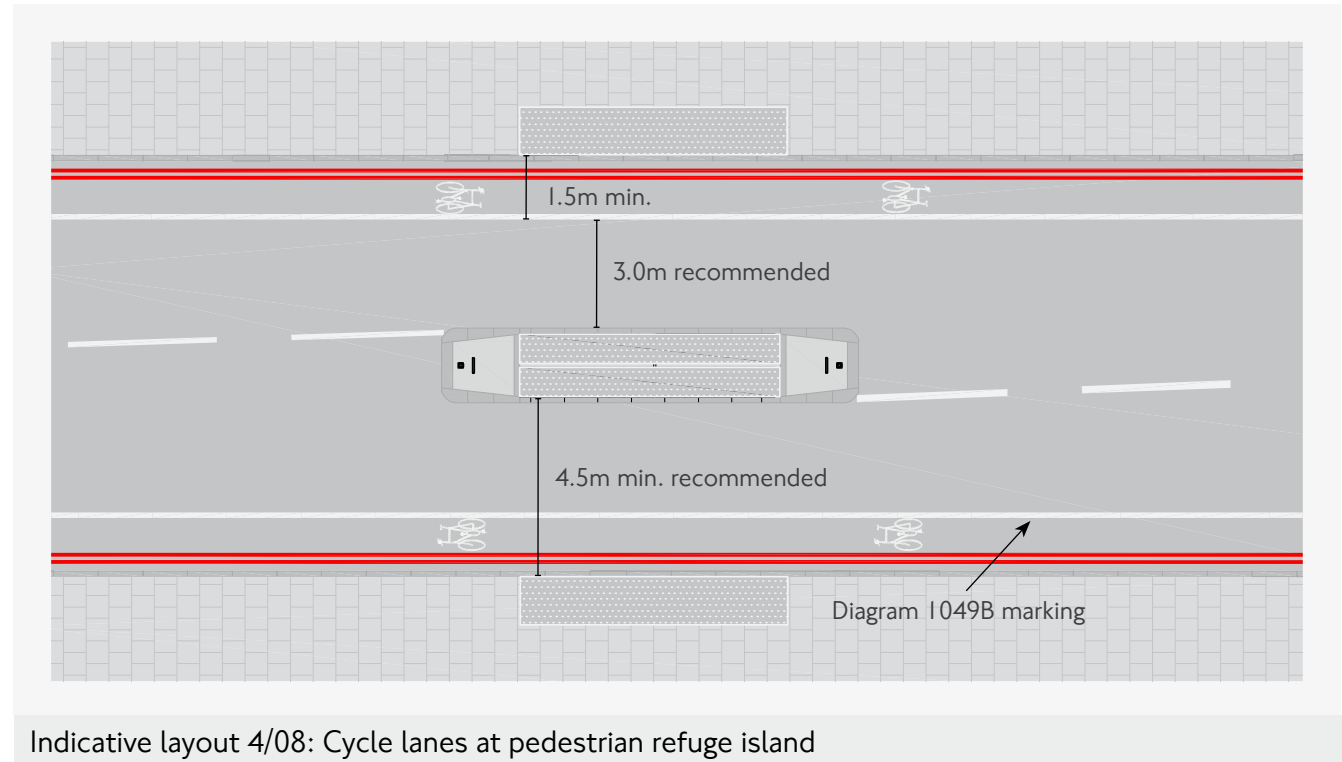 1.5m min.
3.0m recommended
4.5m min. recommended
Diagram 1049B marking
Indicative layout 4/08: Cycle lanes at pedestrian refuge island